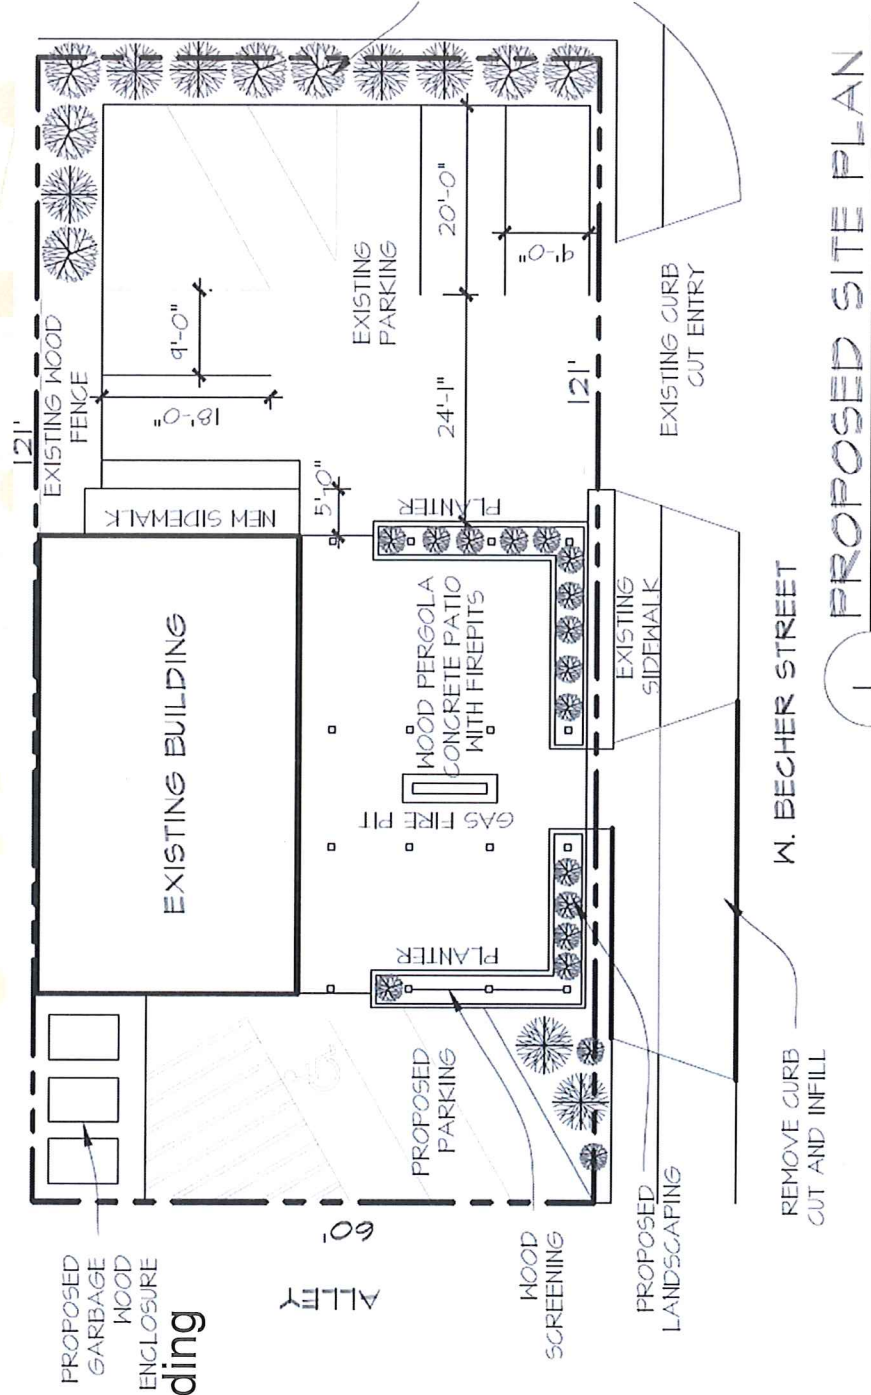 121'
EXISTING WOOD
FENCE
9'-0"
18'-0"
NEW SIDEWALK
5'-0"
EXISTING
PARKING
20'-0"
24'-1"
9'-0"
121'
EXISTING CURB
CUT ENTRY
EXISTING BUILDING
PLANTER
WOOD PERGOLA
CONCRETE PATIO
WITH FIREPITS
GAS FIRE PIT
PLANTER
EXISTING
SIDEWALK
W. BECHER STREET
PROPOSED
PARKING
60'
ALLEY
PROPOSED
GARBAGE
WOOD
ENCLOSURE
ding
WOOD
SCREENING
PROPOSED
LANDSCAPING
REMOVE CURB
CUT AND INFILL
1
PROPOSED SITE PLAN